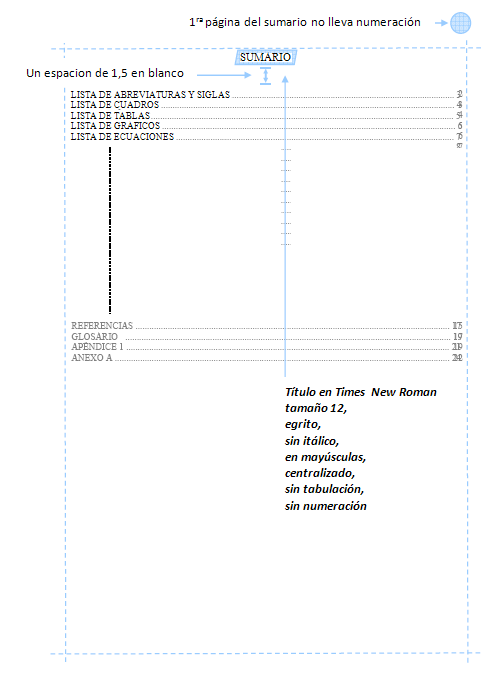 1ra página del sumario no lleva numeración
SUMARIO
Un espacion de 1,5 en blanco
LISTA DE ABREVIATURAS Y SIGLAS
LISTA DE CUADROS
LISTA DE TABLAS
LISTA DE GRAFICOS 6
LISTA DE ECUACIONES
REFERENCIAS
GLOSARIO
APÉNDICE 1
ANEXO A
Título en Times New Roman
tamaño 12,
egrito,
sin itálico,
en mayúsculas,
centralizado,
sin tabulación,
sin numeración